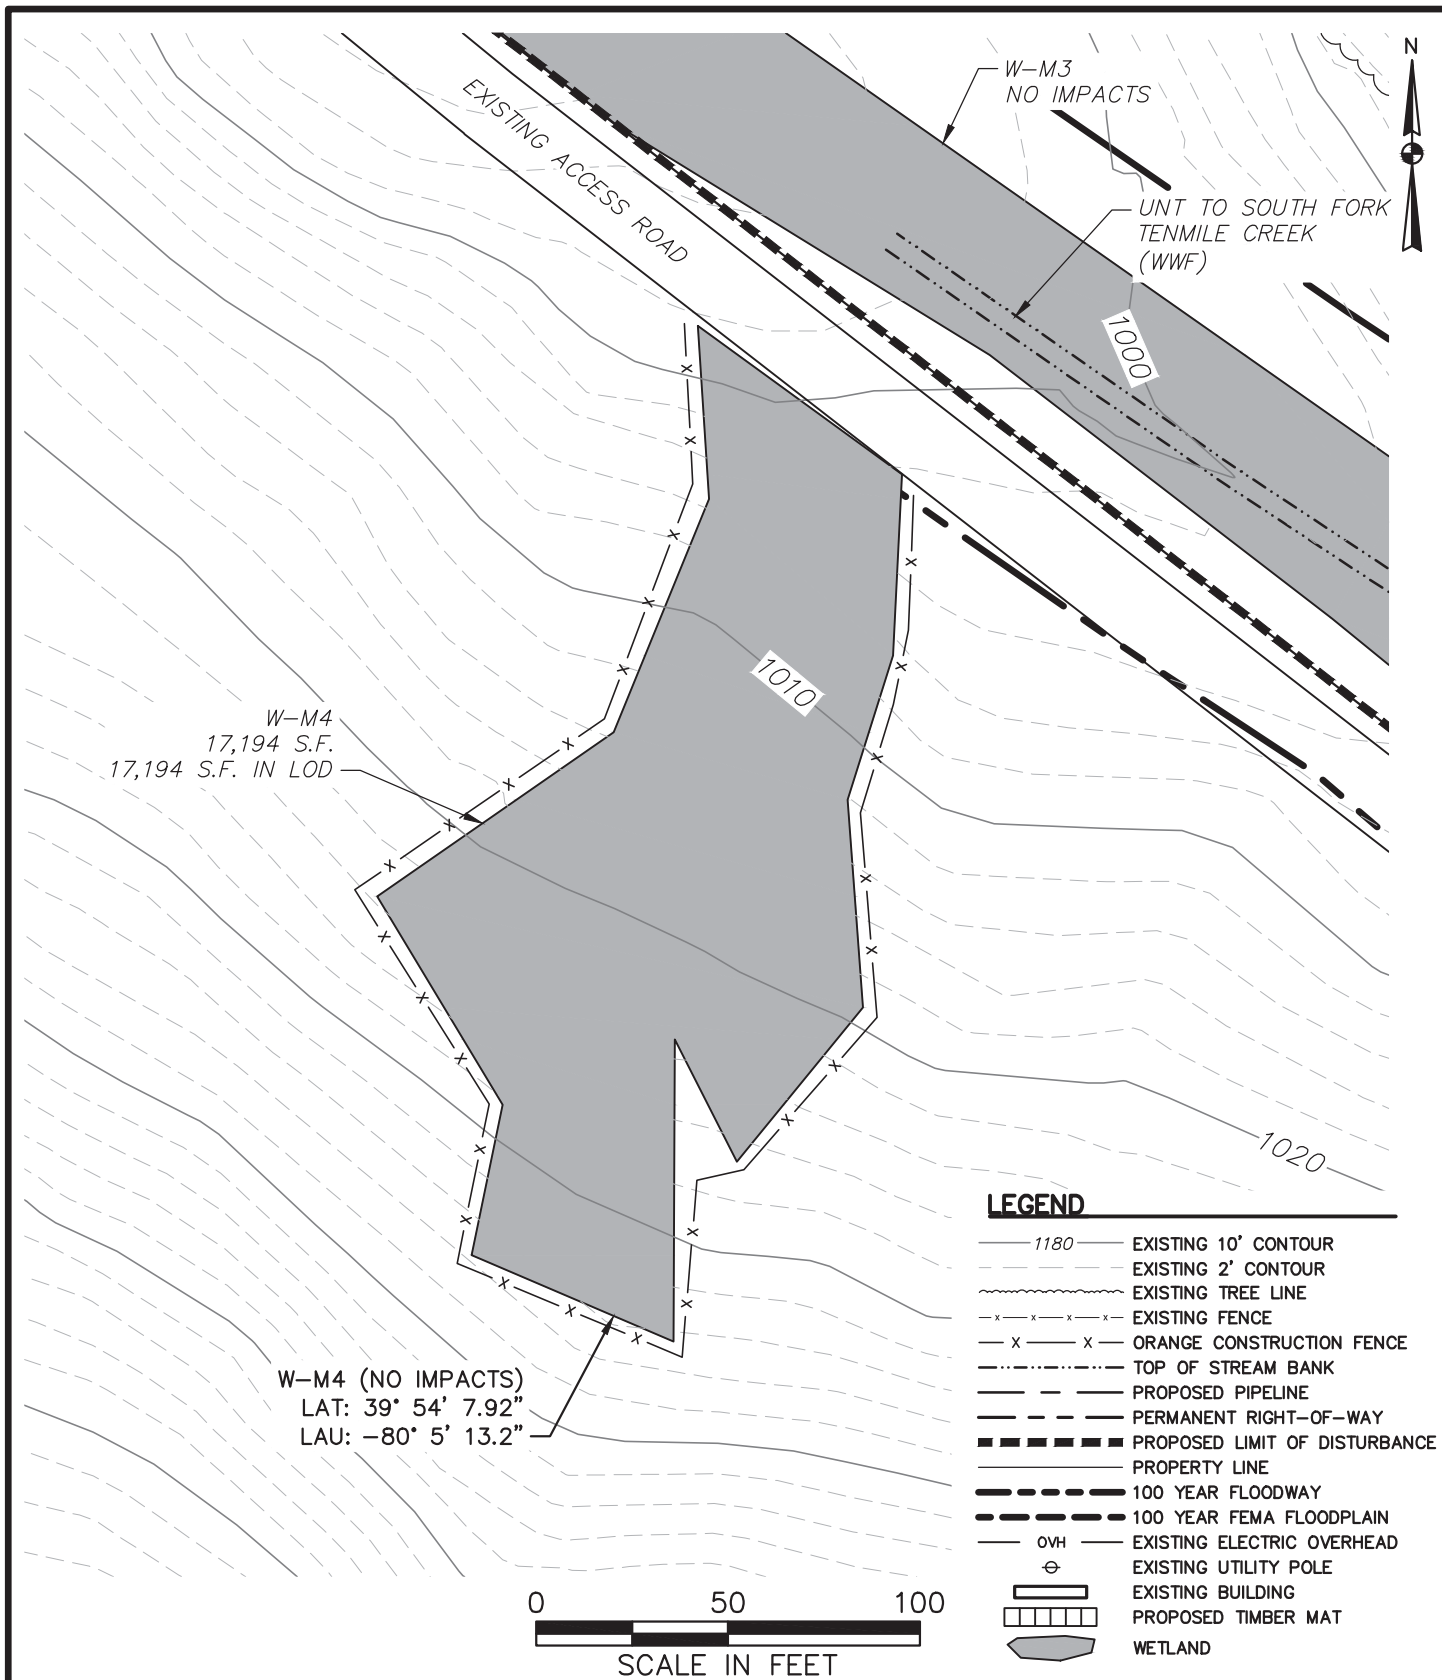 N
W-M3
NO IMPACTS
EXISTING ACCESS ROAD
UNT TO SOUTH FORK
TENMILE CREEK
(WWF)
1000
1010
W-M4
17,194 S.F.
17,194 S.F. IN LOD
1020
W-M4 (NO IMPACTS)
LAT: 39° 54' 7.92"
LAU: -80° 5' 13.2"
LEGEND
1180 EXISTING 10' CONTOUR
EXISTING 2' CONTOUR
EXISTING TREE LINE
x x x x EXISTING FENCE
X X ORANGE CONSTRUCTION FENCE
TOP OF STREAM BANK
PROPOSED PIPELINE
PERMANENT RIGHT-OF-WAY
PROPOSED LIMIT OF DISTURBANCE
PROPERTY LINE
100 YEAR FLOODWAY
100 YEAR FEMA FLOODPLAIN
OVH EXISTING ELECTRIC OVERHEAD
EXISTING UTILITY POLE
EXISTING BUILDING
PROPOSED TIMBER MAT
WETLAND
0 50 100
SCALE IN FEET